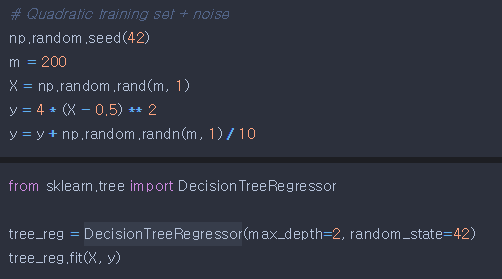 # Quadratic training set + noise
np.random.seed(42)
m = 200
X = np.random.rand(m, 1)
y = 4 * (X - 0.5) ** 2
y = y + np.random.randn(m, 1) / 10
from sklearn.tree import DecisionTreeRegressor
tree_reg = DecisionTreeRegressor(max_depth=2, random_state=42)
tree_reg.fit(X, y)